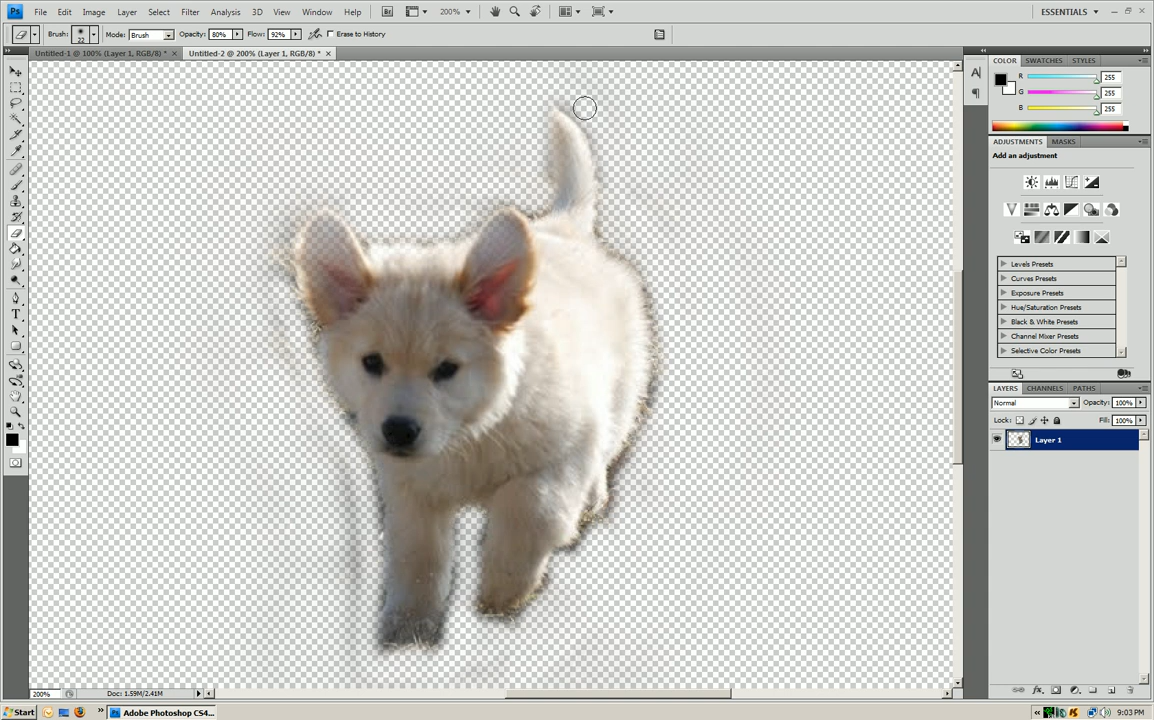 Ps File Edit Image Layer Select Filter Analysis 3D View Window Help Br 200% ESSENTIALS
Brush: 22 Mode: Brush Opacity: 80% Flow: 92% Erase to History
Untitled-1 @ 100% (Layer 1, RGB/8) * × Untitled-2 @ 200% (Layer 1, RGB/8) * ×
COLOR SWATCHES STYLES
R 255
G 255
B 255
ADJUSTMENTS MASKS
Add an adjustment
Levels Presets
Curves Presets
Exposure Presets
Hue/Saturation Presets
Black & White Presets
Channel Mixer Presets
Selective Color Presets
LAYERS CHANNELS PATHS
Normal Opacity: 100%
Lock: Fill: 100%
Layer 1
200% Doc: 1.59M/2.41M
Start Adobe Photoshop CS4... 9:03 PM